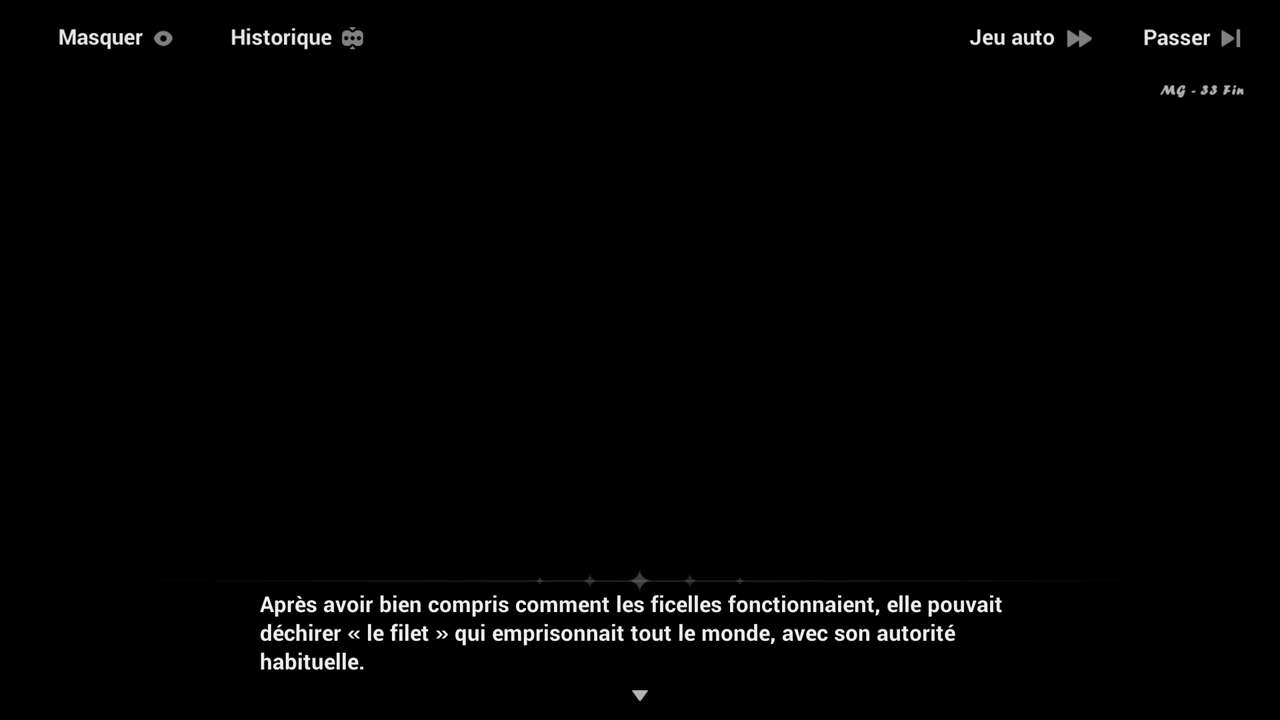 Masquer
Historique
Jeu auto
Passer
MG - 33 Fin
Après avoir bien compris comment les ficelles fonctionnaient, elle pouvait
déchirer « le filet » qui emprisonnait tout le monde, avec son autorité
habituelle.